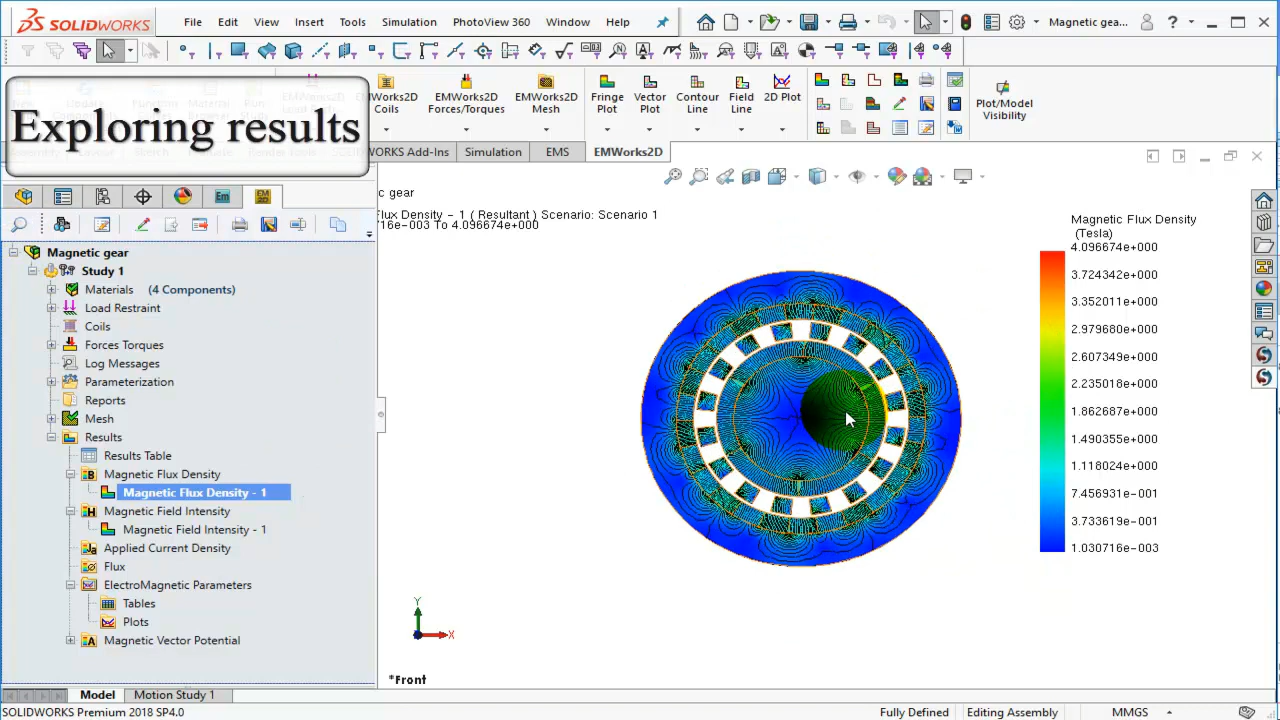 SOLIDWORKS
File Edit View Insert Tools Simulation PhotoView 360 Window Help
Magnetic gea...
Exploring results
EMWorks2D
Coils
EMWorks2D
Forces/Torques
EMWorks2D
Mesh
Fringe
Plot
Vector
Plot
Contour
Line
Field
Line
2D Plot
Plot/Model
Visibility
SOLIDWORKS Add-Ins Simulation EMS EMWorks2D
Magnetic gear
Study 1
Materials (4 Components)
Load Restraint
Coils
Forces Torques
Log Messages
Parameterization
Reports
Mesh
Results
Results Table
Magnetic Flux Density
Magnetic Flux Density - 1
Magnetic Field Intensity
Magnetic Field Intensity - 1
Applied Current Density
Flux
ElectroMagnetic Parameters
Tables
Plots
Magnetic Vector Potential
c gear
Flux Density - 1 ( Resultant ) Scenario: Scenario 1
16e-003 To 4.096674e+000
Magnetic Flux Density
(Tesla)
4.096674e+000
3.724342e+000
3.352011e+000
2.979680e+000
2.607349e+000
2.235017e+000
1.862687e+000
1.490355e+000
1.118024e+000
7.456931e-001
3.733619e-001
1.030716e-003
Y
X
*Front
Model Motion Study 1
SOLIDWORKS Premium 2018 SP4.0
Fully Defined Editing Assembly MMGS